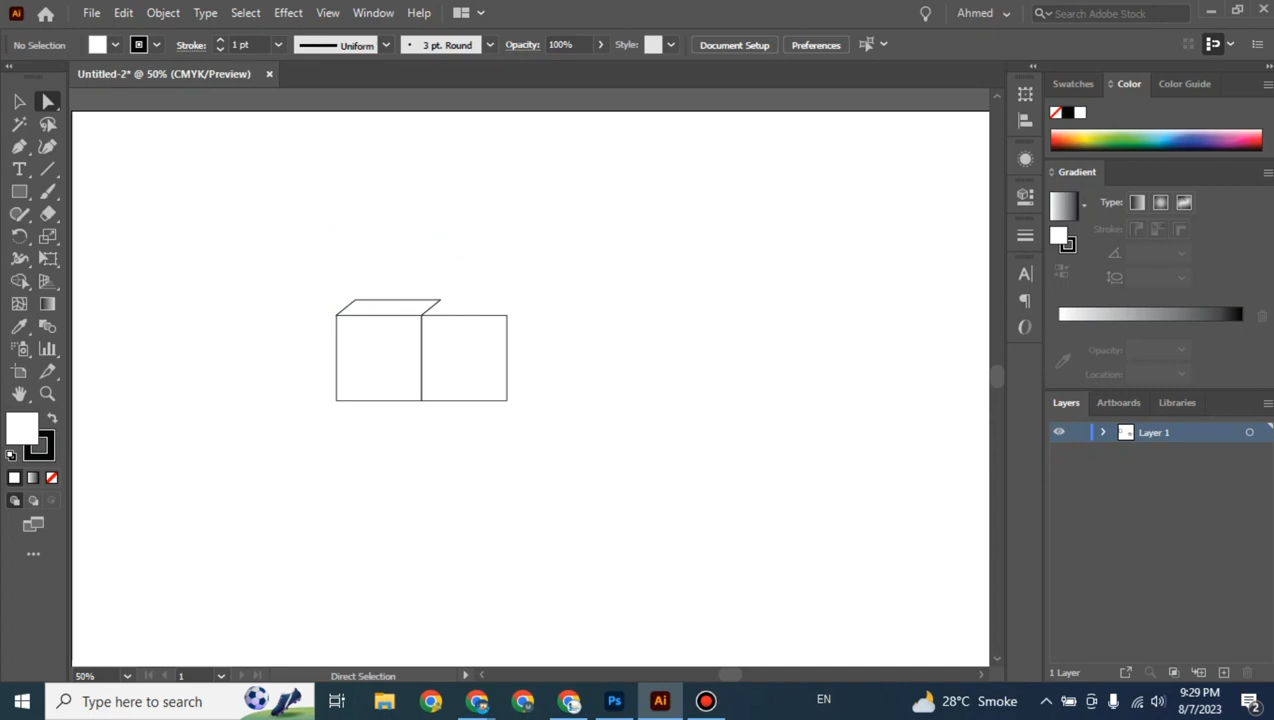 Ai File Edit Object Type Select Effect View Window Help Ahmed Search Adobe Stock
No Selection Stroke: 1 pt Uniform 3 pt. Round Opacity: 100% Style: Document Setup Preferences
Untitled-2* @ 50% (CMYK/Preview)
Swatches Color Color Guide
Gradient
Type:
Stroke:
Opacity:
Location:
Layers Artboards Libraries
Layer 1
1 Layer
50% 1 Direct Selection
Type here to search Ps Ai EN 28°C Smoke 9:29 PM
8/7/2023 2